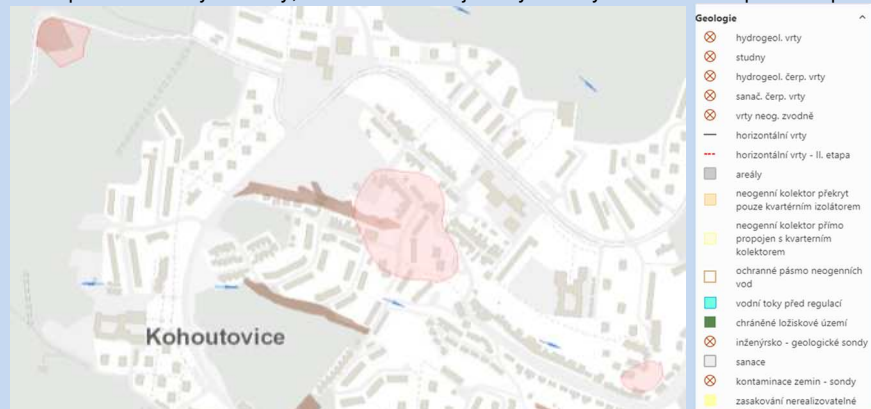 Kohoutovice
Geologie
hydrogeol. vrty
studny
hydrogeol. čerp. vrty
sanač. čerp. vrty
vrty neog. zvodně
horizontální vrty
horizontální vrty - II. etapa
areály
neogenní kolektor překryt
pouze kvartérním izolátorem
neogenní kolektor přímo
propojen s kvarterním
kolektorem
ochranné pásmo neogenních
vod
vodní toky před regulací
chráněné ložiskové území
inženýrsko - geologické sondy
sanace
kontaminace zemin - sondy
zasakování nerealizovatelné